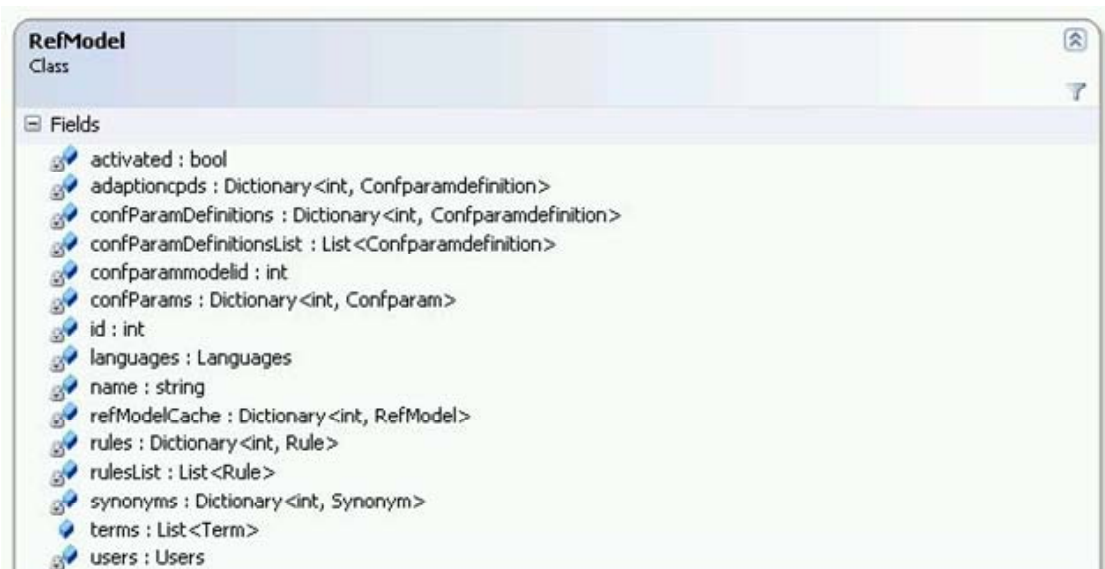 RefModel
Class
Fields
activated : bool
adaptioncpds : Dictionary<int, Confparamdefinition>
confParamDefinitions : Dictionary<int, Confparamdefinition>
confParamDefinitionsList : List<Confparamdefinition>
confparammodelid : int
confParams : Dictionary<int, Confparam>
id : int
languages : Languages
name : string
refModelCache : Dictionary<int, RefModel>
rules : Dictionary<int, Rule>
rulesList : List<Rule>
synonyms : Dictionary<int, Synonym>
terms : List<Term>
users : Users